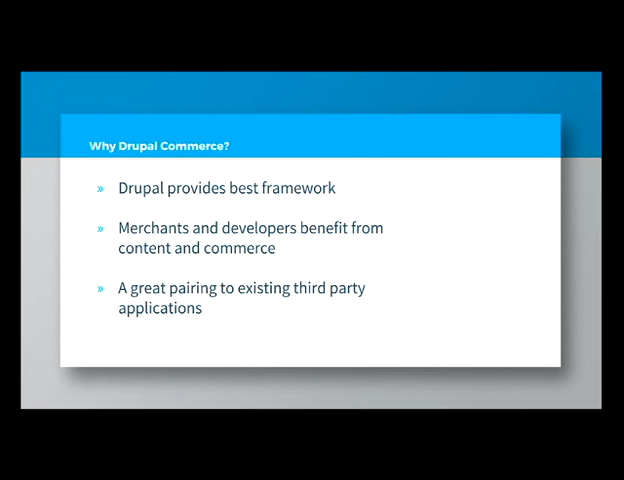 Why Drupal Commerce?
» Drupal provides best framework
» Merchants and developers benefit from
content and commerce
» A great pairing to existing third party
applications